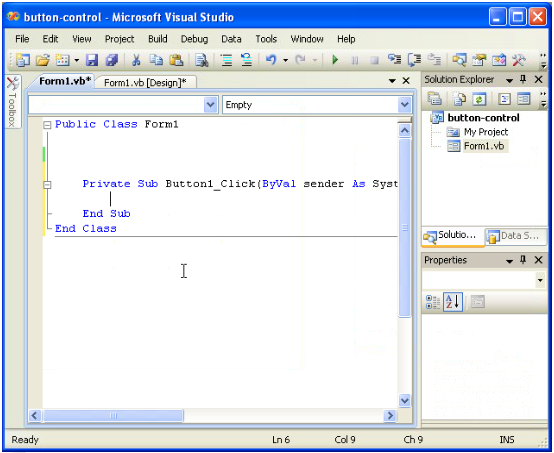 button-control - Microsoft Visual Studio
File Edit View Project Build Debug Data Tools Window Help
Toolbox
Form1.vb* Form1.vb [Design]*
Empty
Public Class Form1
Private Sub Button1_Click(ByVal sender As Syst
End Sub
End Class
Solution Explorer
button-control
My Project
Form1.vb
Solutio... Data S...
Properties
Ready Ln 6 Col 9 Ch 9 INS